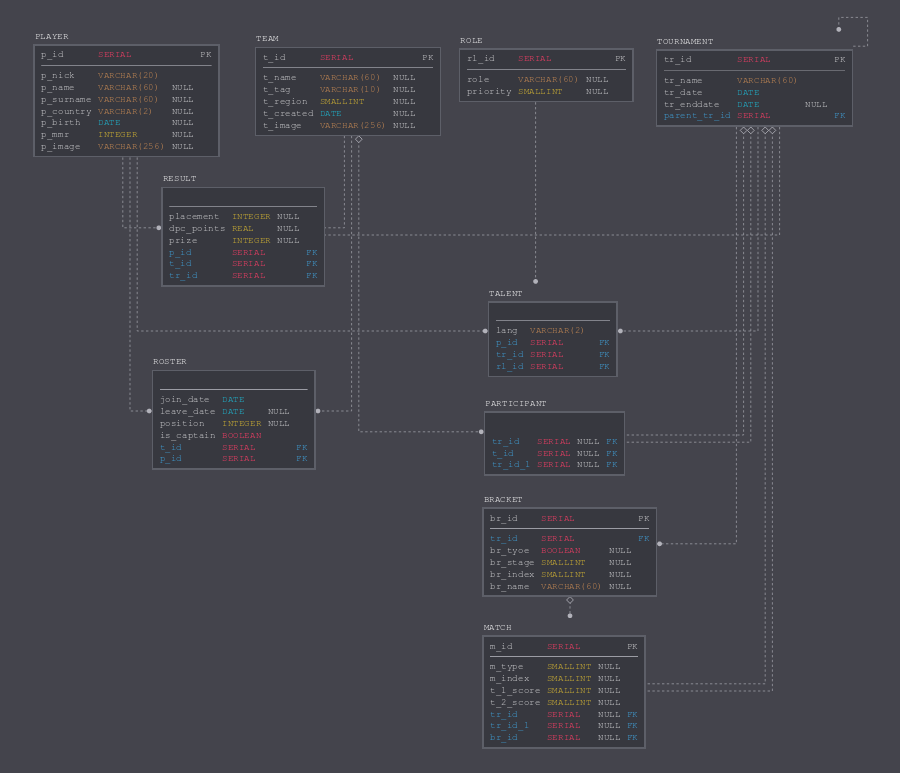 PLAYER
p_id SERIAL PK
p_nick VARCHAR(20)
p_name VARCHAR(60) NULL
p_surname VARCHAR(60) NULL
p_country VARCHAR(2) NULL
p_birth DATE NULL
p_mmr INTEGER NULL
p_image VARCHAR(256) NULL
TEAM
t_id SERIAL PK
t_name VARCHAR(60) NULL
t_tag VARCHAR(10) NULL
t_region SMALLINT NULL
t_created DATE NULL
t_image VARCHAR(256) NULL
ROLE
rl_id SERIAL PK
role VARCHAR(60) NULL
priority SMALLINT NULL
TOURNAMENT
tr_id SERIAL PK
tr_name VARCHAR(60)
tr_date DATE
tr_enddate DATE NULL
parent_tr_id SERIAL FK
RESULT
placement INTEGER NULL
dpc_points REAL NULL
prize INTEGER NULL
p_id SERIAL FK
t_id SERIAL FK
tr_id SERIAL FK
TALENT
lang VARCHAR(2)
p_id SERIAL FK
tr_id SERIAL FK
rl_id SERIAL FK
ROSTER
join_date DATE
leave_date DATE NULL
position INTEGER NULL
is_captain BOOLEAN
t_id SERIAL FK
p_id SERIAL FK
PARTICIPANT
tr_id SERIAL NULL FK
t_id SERIAL NULL FK
tr_id_1 SERIAL NULL FK
BRACKET
br_id SERIAL PK
tr_id SERIAL FK
br_tyoe BOOLEAN NULL
br_stage SMALLINT NULL
br_index SMALLINT NULL
br_name VARCHAR(60) NULL
MATCH
m_id SERIAL PK
m_type SMALLINT NULL
m_index SMALLINT NULL
t_1_score SMALLINT NULL
t_2_score SMALLINT NULL
tr_id SERIAL NULL FK
tr_id_1 SERIAL NULL FK
br_id SERIAL NULL FK